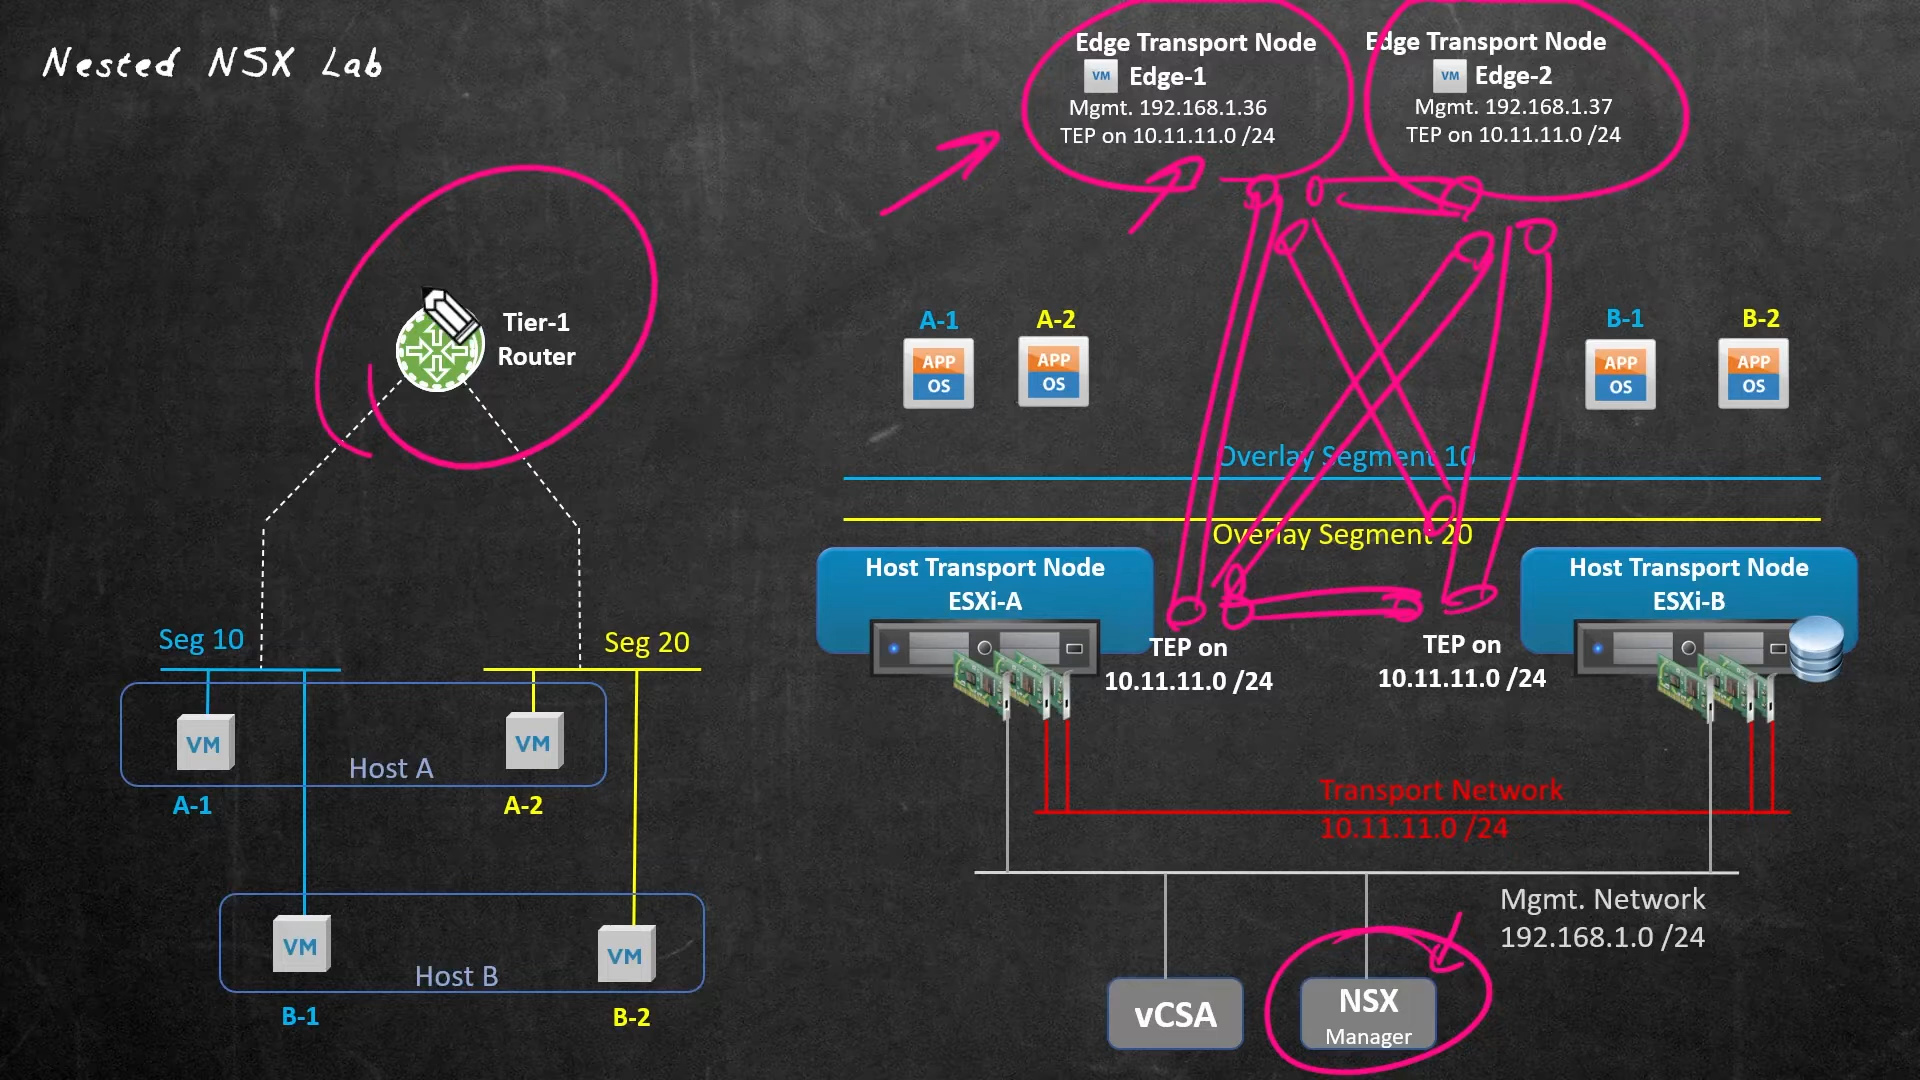 Nested NSX Lab
Edge Transport Node
VM Edge-1
Mgmt. 192.168.1.36
TEP on 10.11.11.0 /24
Edge Transport Node
VM Edge-2
Mgmt. 192.168.1.37
TEP on 10.11.11.0 /24
Tier-1
Router
A-1
APP
OS
A-2
APP
OS
B-1
APP
OS
B-2
APP
OS
Overlay Segment 10
Overlay Segment 20
Host Transport Node
ESXi-A
Host Transport Node
ESXi-B
TEP on
10.11.11.0 /24
TEP on
10.11.11.0 /24
Seg 10
Seg 20
VM
VM
Host A
A-1
A-2
Transport Network
10.11.11.0 /24
VM
VM
Host B
B-1
B-2
Mgmt. Network
192.168.1.0 /24
vCSA
NSX
Manager